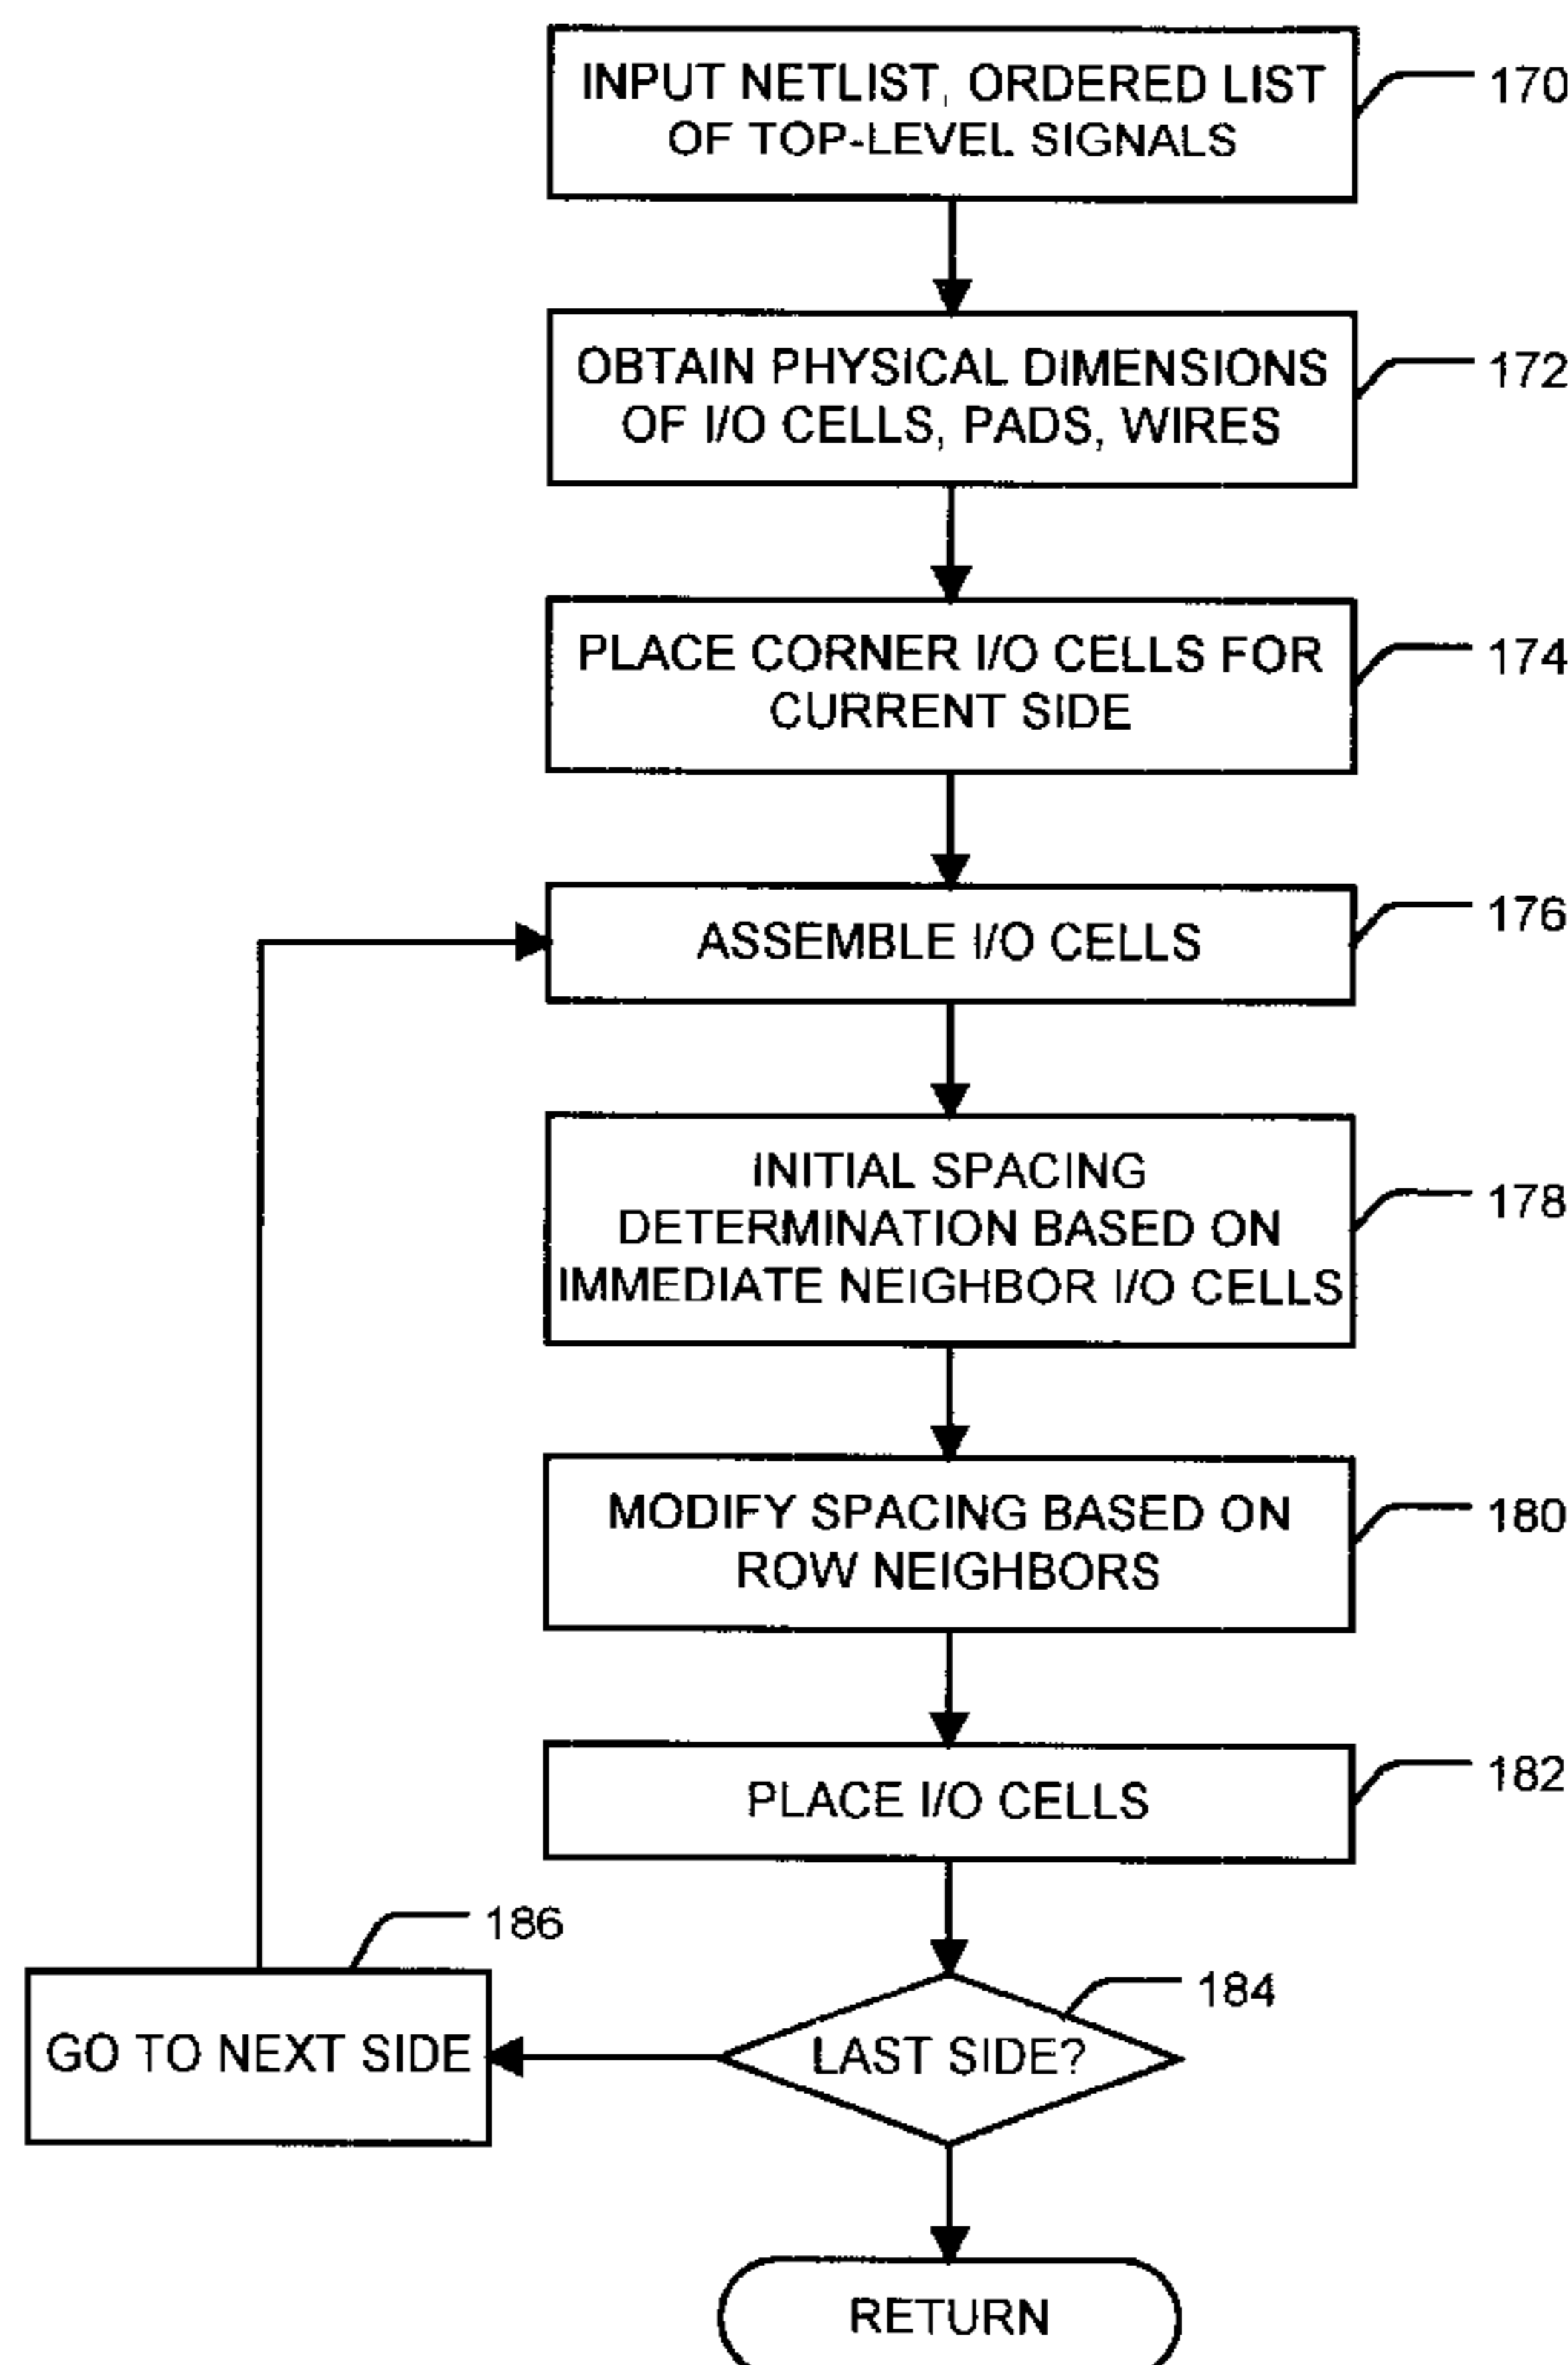 INPUT NETLIST, ORDERED LIST
OF TOP-LEVEL SIGNALS
170
OBTAIN PHYSICAL DIMENSIONS
OF I/O CELLS, PADS, WIRES
172
PLACE CORNER I/O CELLS FOR
CURRENT SIDE
174
ASSEMBLE I/O CELLS
176
INITIAL SPACING
DETERMINATION BASED ON
IMMEDIATE NEIGHBOR I/O CELLS
178
MODIFY SPACING BASED ON
ROW NEIGHBORS
180
PLACE I/O CELLS
182
186
184
GO TO NEXT SIDE
LAST SIDE?
RETURN